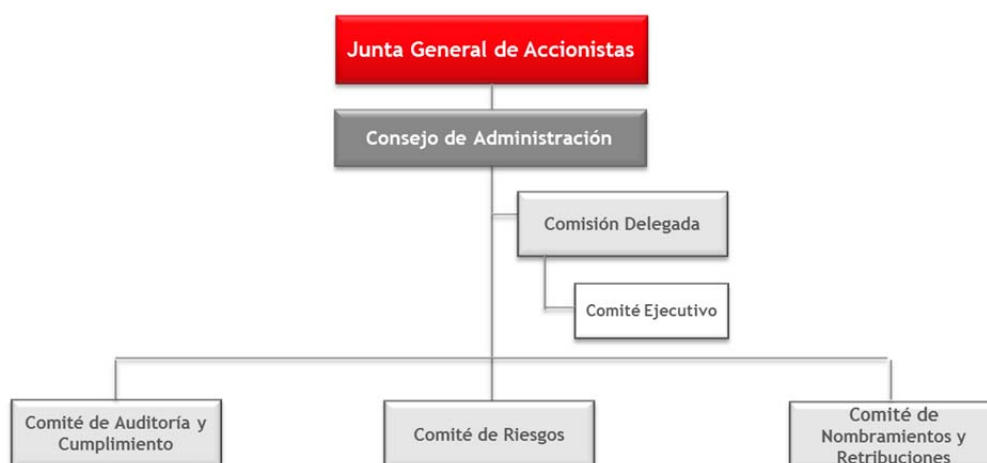 Junta General de Accionistas
Consejo de Administración
Comisión Delegada
Comité Ejecutivo
Comité de Auditoría y
Cumplimiento
Comité de Riesgos
Comité de
Nombramientos y
Retribuciones